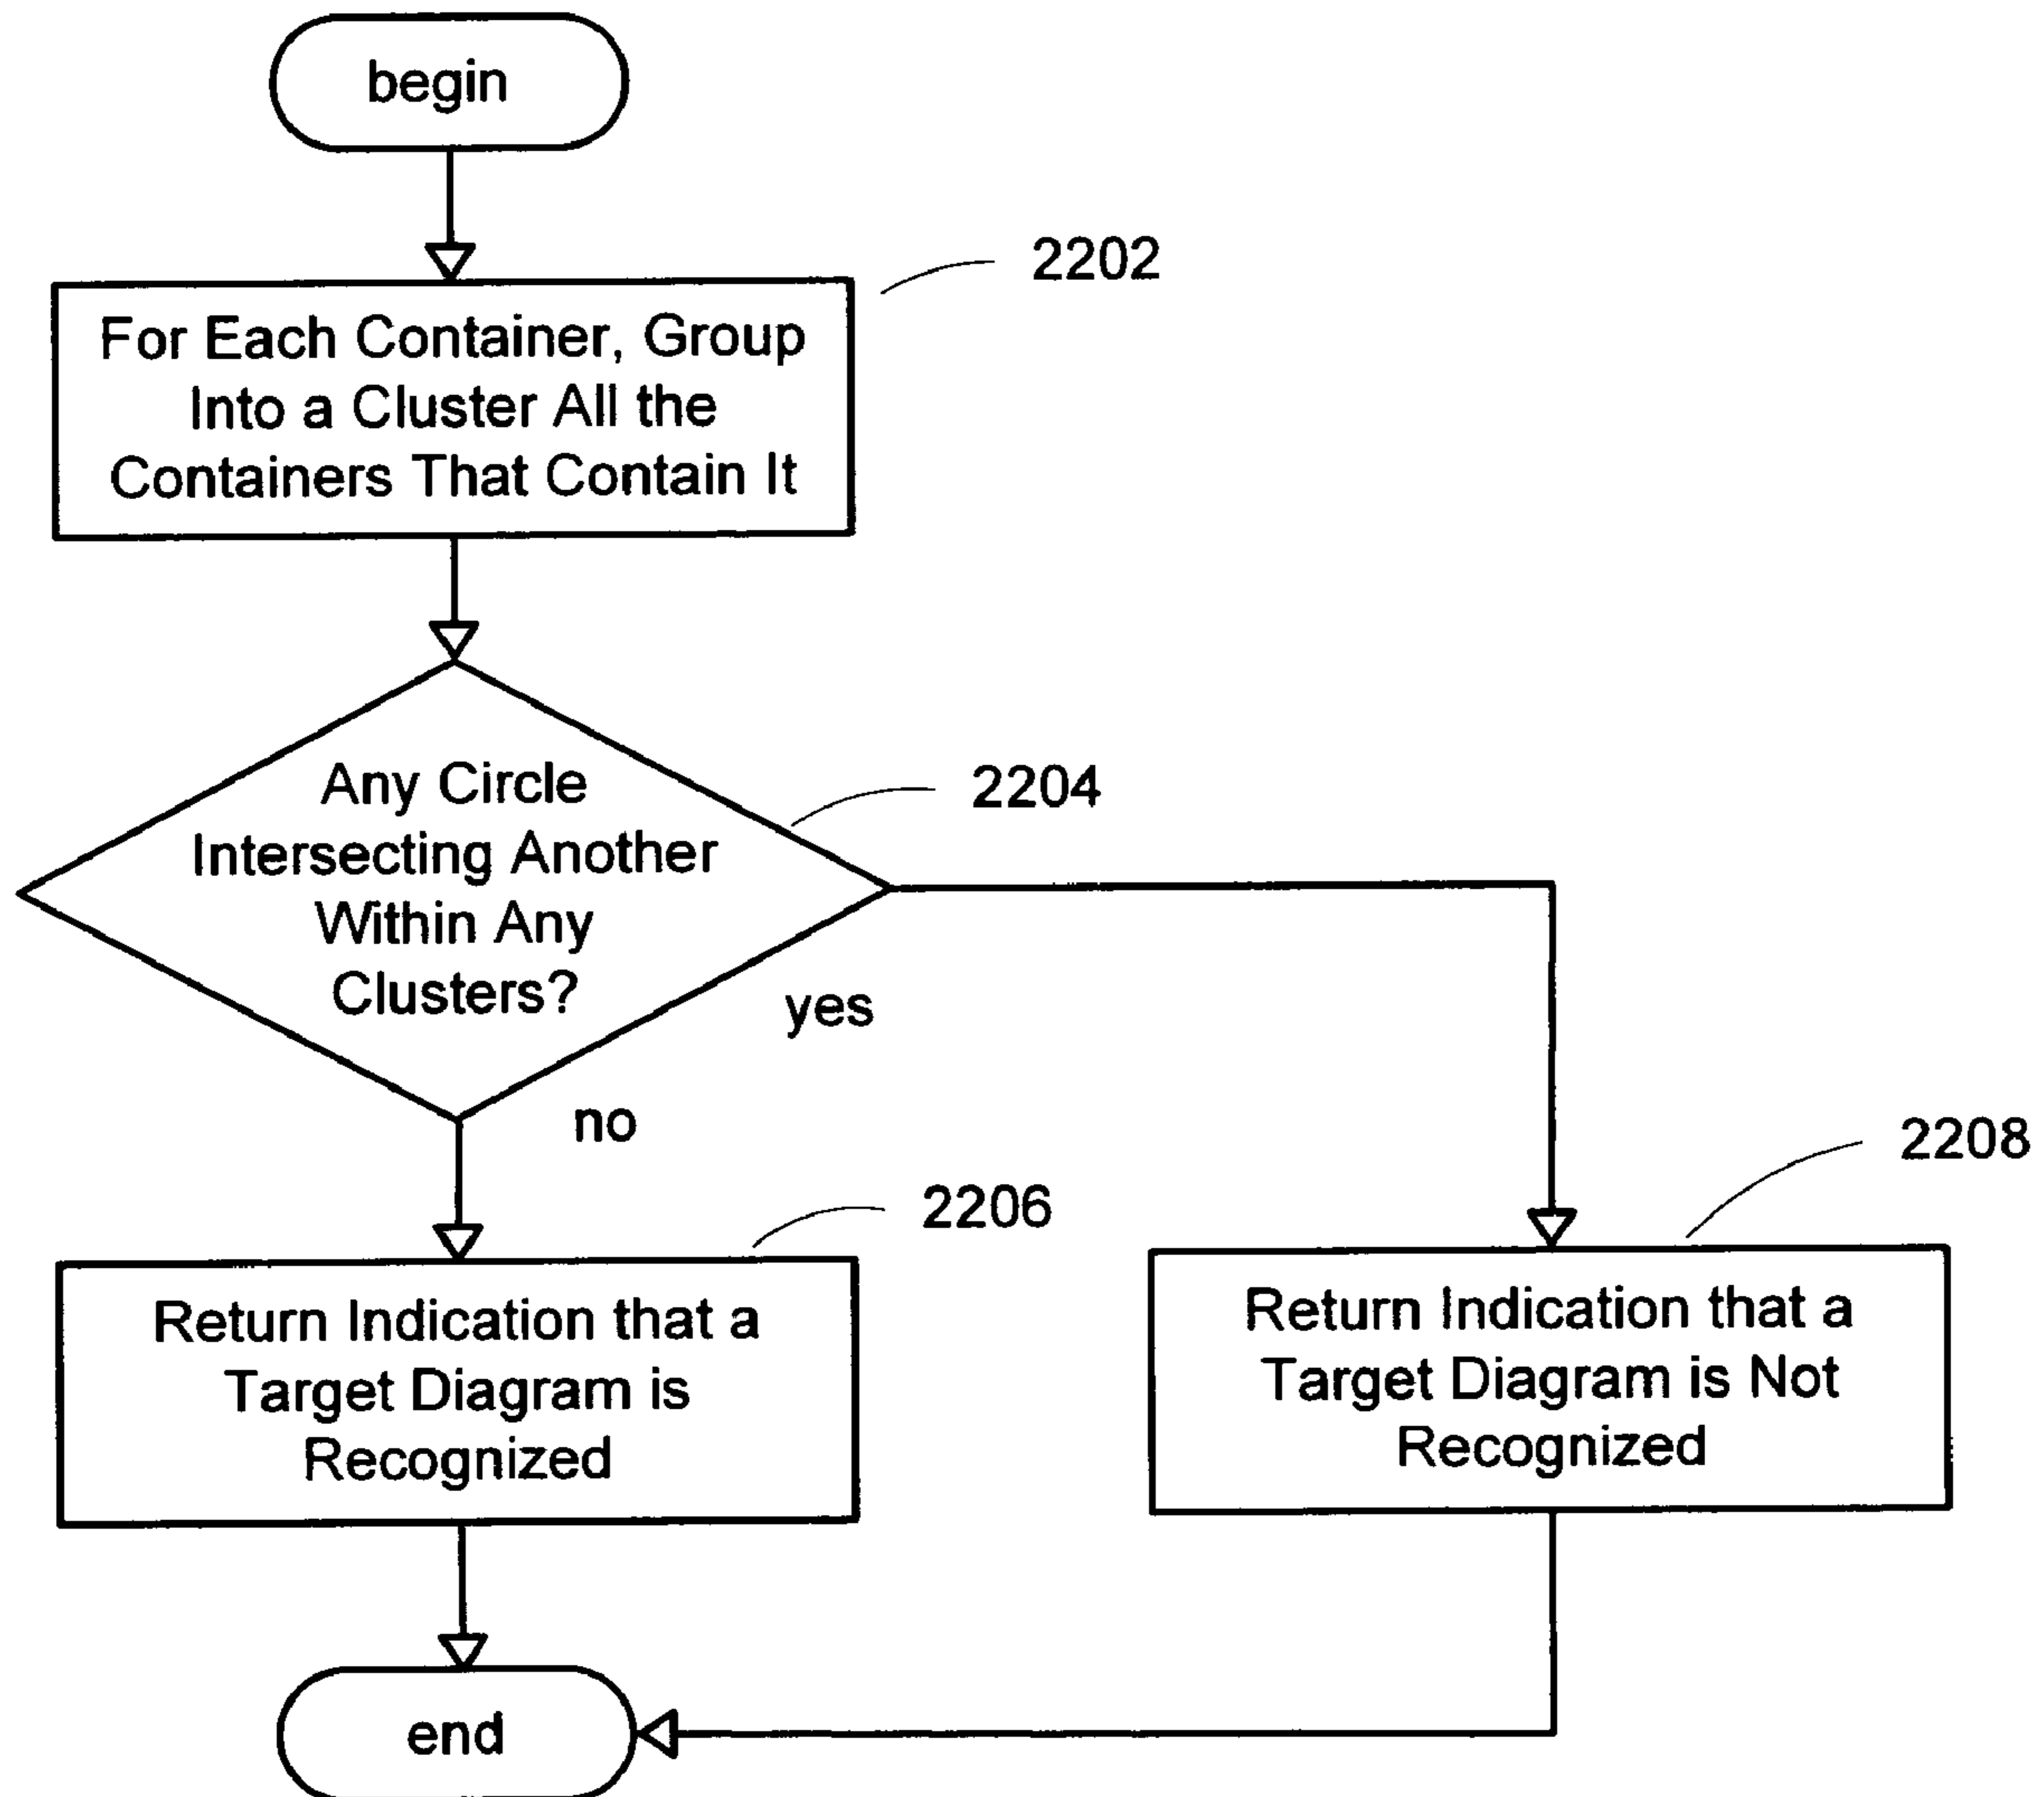 begin
2202
For Each Container, Group
Into a Cluster All the
Containers That Contain It
2204
Any Circle
Intersecting Another
Within Any
Clusters?
yes
no
2206
2208
Return Indication that a
Target Diagram is
Recognized
Return Indication that a
Target Diagram is Not
Recognized
end